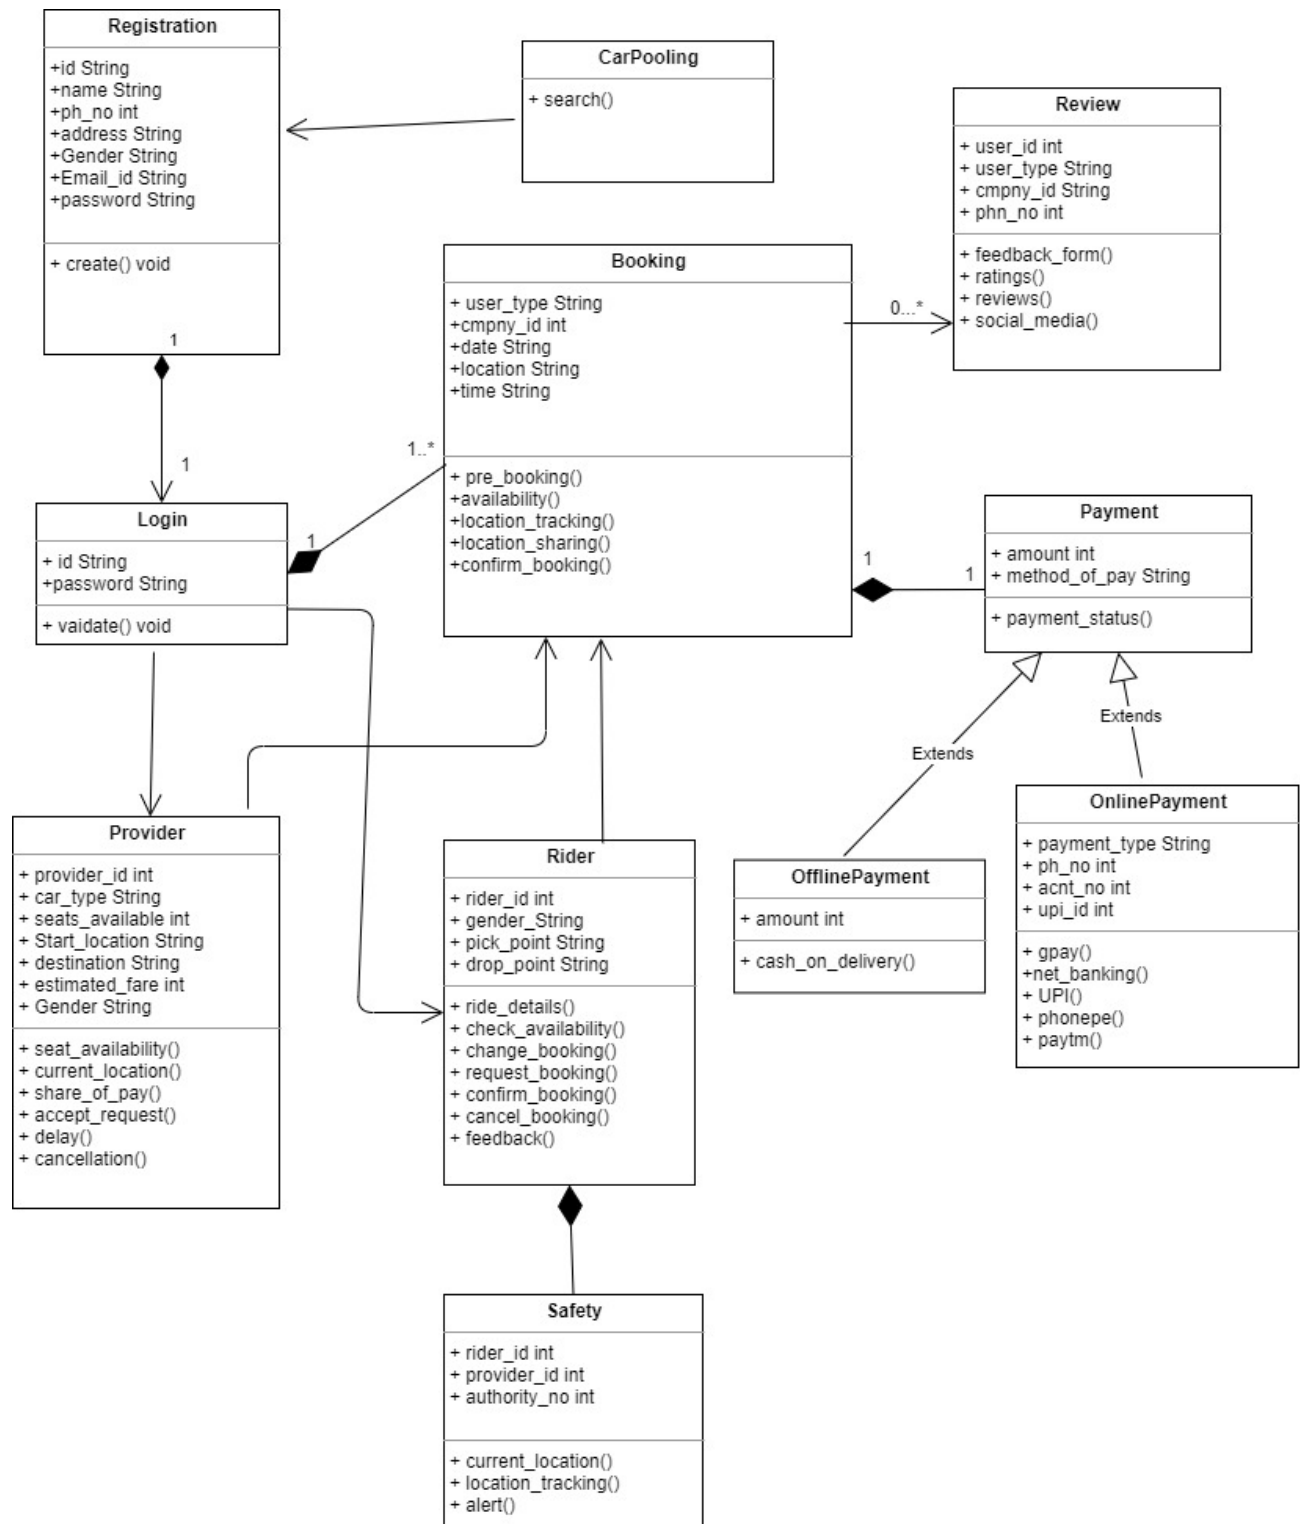 Registration
+id String
+name String
+ph_no int
+address String
+Gender String
+Email_id String
+password String
+ create() void
1
1
CarPooling
+ search()
Review
+ user_id int
+ user_type String
+ cmpny_id String
+ phn_no int
+ feedback_form()
+ ratings()
+ reviews()
+ social_media()
0...*
Booking
+ user_type String
+cmpny_id int
+date String
+location String
+time String
+ pre_booking()
+availability()
+location_tracking()
+location_sharing()
+confirm_booking()
1..*
1
Login
+ id String
+password String
+ vaidate() void
1
1
Payment
+ amount int
+ method_of_pay String
+ payment_status()
Extends
Extends
OfflinePayment
+ amount int
+ cash_on_delivery()
OnlinePayment
+ payment_type String
+ ph_no int
+ acnt_no int
+ upi_id int
+ gpay()
+net_banking()
+ UPI()
+ phonepe()
+ paytm()
Provider
+ provider_id int
+ car_type String
+ seats_available int
+ Start_location String
+ destination String
+ estimated_fare int
+ Gender String
+ seat_availability()
+ current_location()
+ share_of_pay()
+ accept_request()
+ delay()
+ cancellation()
Rider
+ rider_id int
+ gender_String
+ pick_point String
+ drop_point String
+ ride_details()
+ check_availability()
+ change_booking()
+ request_booking()
+ confirm_booking()
+ cancel_booking()
+ feedback()
Safety
+ rider_id int
+ provider_id int
+ authority_no int
+ current_location()
+ location_tracking()
+ alert()